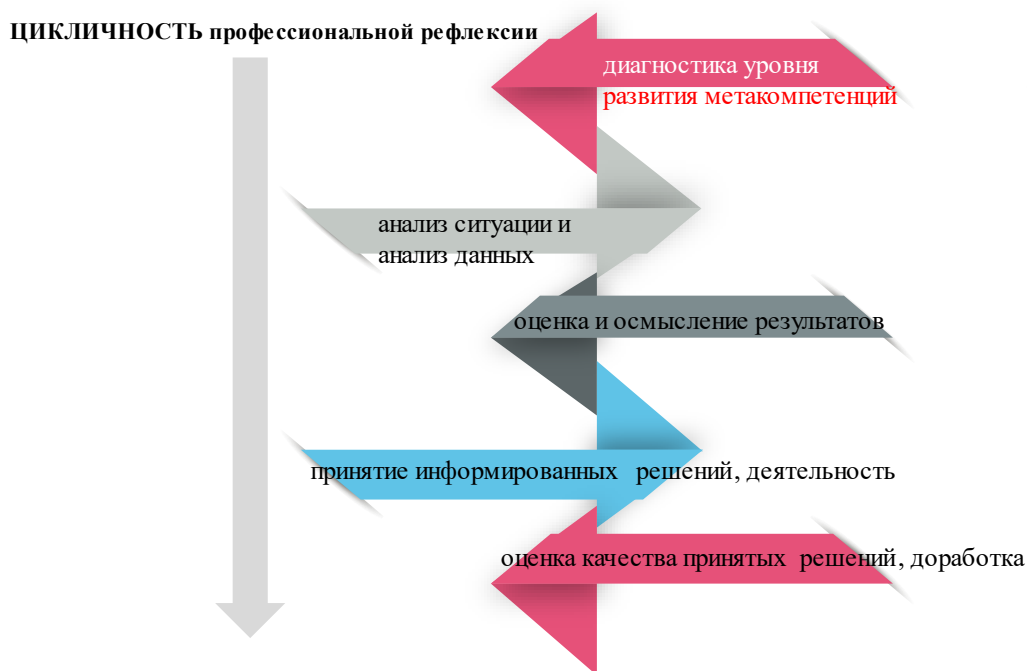 ЦИКЛИЧНОСТЬ профессиональной рефлексии
диагностика уровня
развития метакомпетенций
анализ ситуации и
анализ данных
оценка и осмысление результатов
принятие информированных решений, деятельность
оценка качества принятых решений, доработка